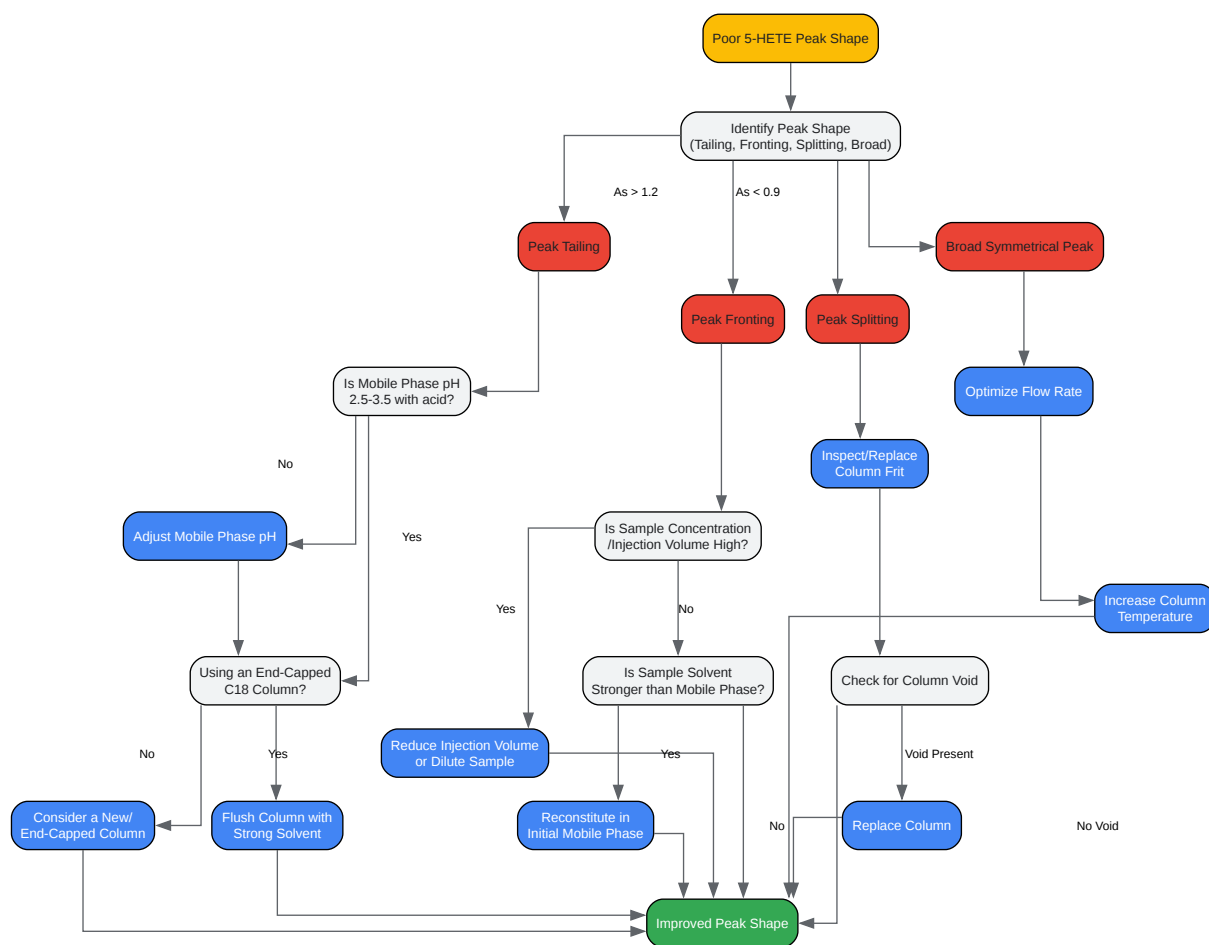 Poor 5-HETE Peak Shape
Identify Peak Shape
(Tailing, Fronting, Splitting, Broad)
As > 1.2
As < 0.9
Peak Tailing
Broad Symmetrical Peak
Peak Fronting
Peak Splitting
Is Mobile Phase pH
2.5-3.5 with acid?
Optimize Flow Rate
No
Inspect/Replace
Column Frit
Adjust Mobile Phase pH
Yes
Is Sample Concentration
/Injection Volume High?
Yes
No
Increase Column
Temperature
Using an End-Capped
C18 Column?
Is Sample Solvent
Stronger than Mobile Phase?
Check for Column Void
No
Yes
Reduce Injection Volume
or Dilute Sample
Yes
Void Present
Consider a New/
End-Capped Column
Flush Column with
Strong Solvent
Reconstitute in
Initial Mobile Phase
No
Replace Column
No Void
Improved Peak Shape